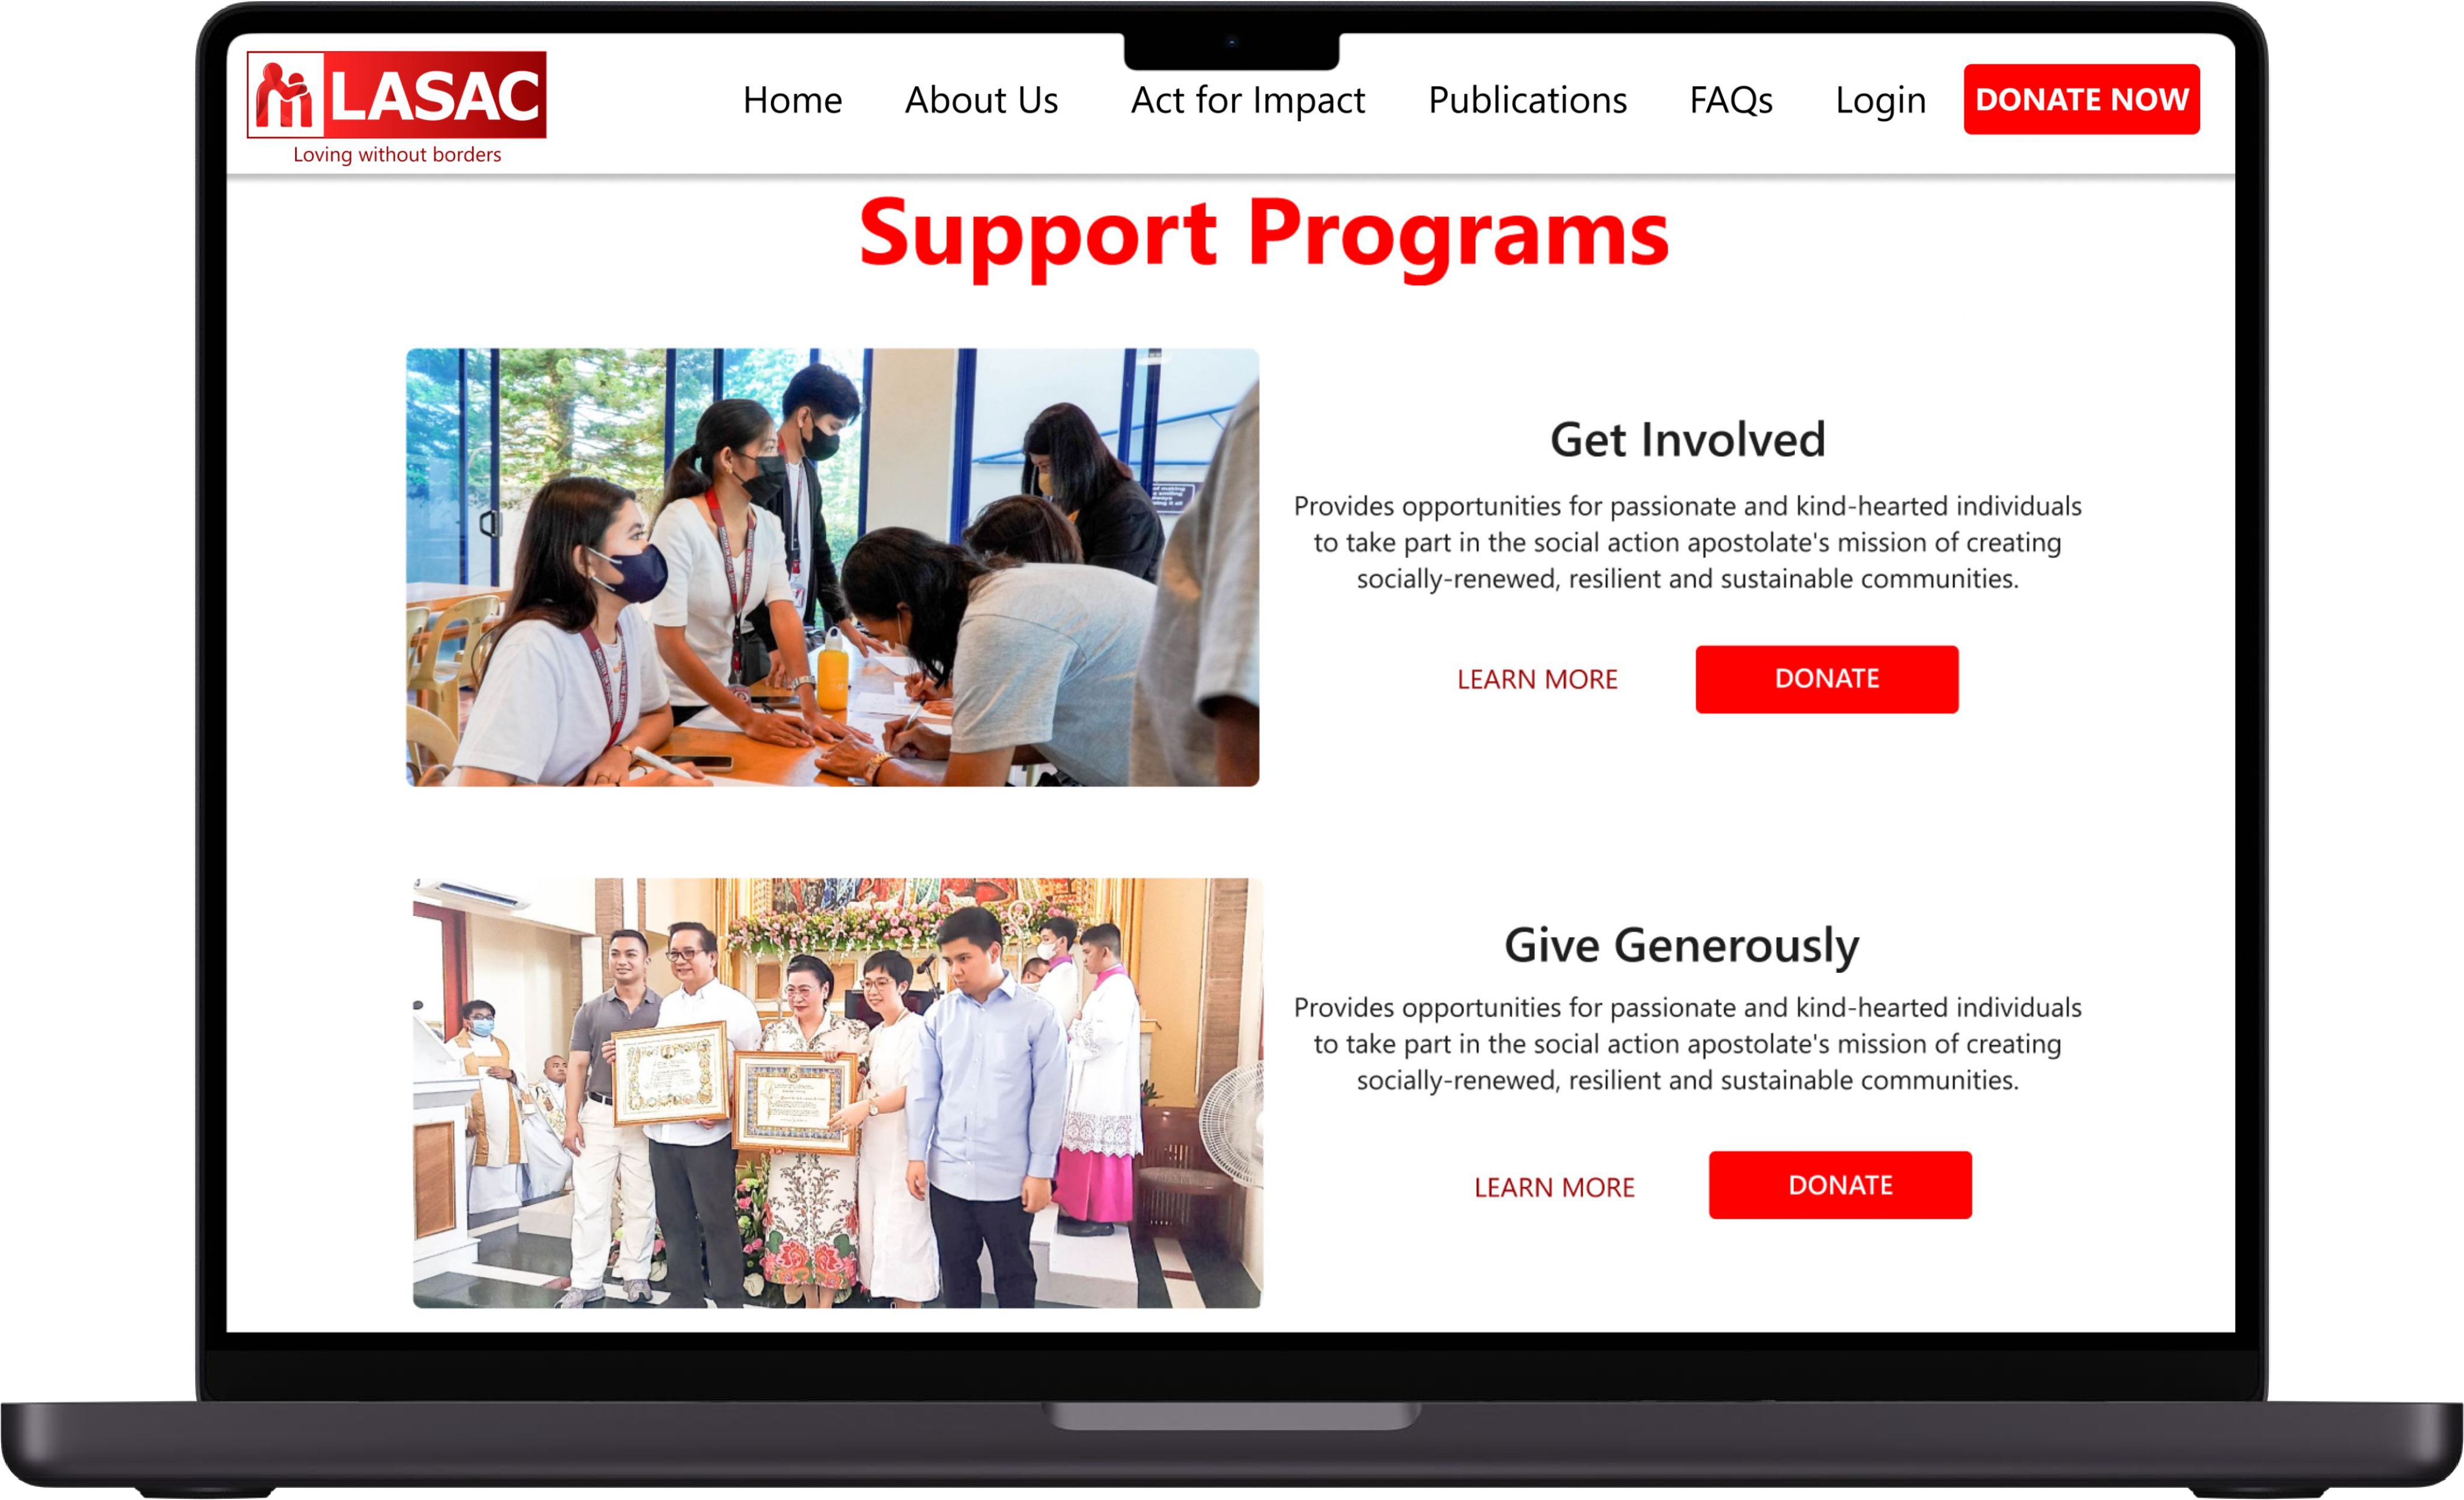 LASAC
Loving without borders
Home About Us Act for Impact Publications FAQs Login DONATE NOW
Support Programs
Get Involved
Provides opportunities for passionate and kind-hearted individuals
to take part in the social action apostolate's mission of creating
socially-renewed, resilient and sustainable communities.
LEARN MORE DONATE
Give Generously
Provides opportunities for passionate and kind-hearted individuals
to take part in the social action apostolate's mission of creating
socially-renewed, resilient and sustainable communities.
LEARN MORE DONATE